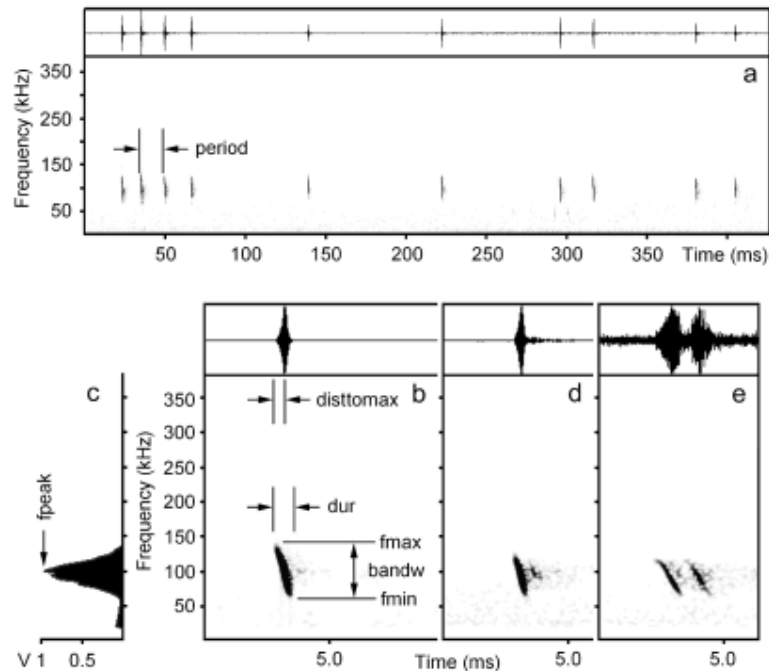 a
Frequency (kHz)
350
250
150
50
period
50 100 150 200 250 300 350 Time (ms)
c
b
d
e
fpeak
V 1 0.5
Frequency (kHz)
350
300
250
200
150
100
50
disttomax
dur
fmax
bandw
fmin
5.0 Time (ms) 5.0 5.0